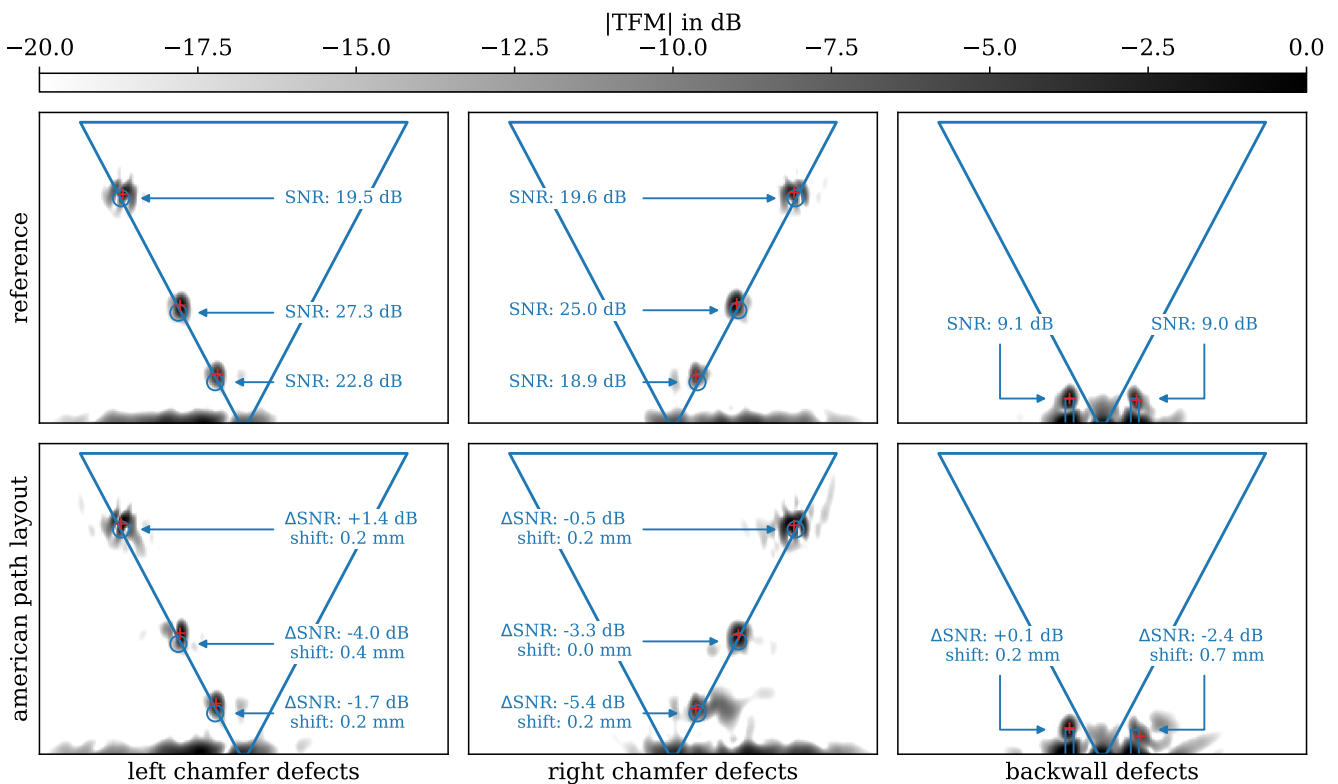 |TFM| in dB
−20.0 −17.5 −15.0 −12.5 −10.0 −7.5 −5.0 −2.5 0.0
reference
SNR: 19.5 dB
SNR: 27.3 dB
SNR: 22.8 dB
SNR: 19.6 dB
SNR: 25.0 dB
SNR: 18.9 dB
SNR: 9.1 dB
SNR: 9.0 dB
american path layout
ΔSNR: +1.4 dB
shift: 0.2 mm
ΔSNR: -4.0 dB
shift: 0.4 mm
ΔSNR: -1.7 dB
shift: 0.2 mm
ΔSNR: -0.5 dB
shift: 0.2 mm
ΔSNR: -3.3 dB
shift: 0.0 mm
ΔSNR: -5.4 dB
shift: 0.2 mm
ΔSNR: +0.1 dB
shift: 0.2 mm
ΔSNR: -2.4 dB
shift: 0.7 mm
left chamfer defects
right chamfer defects
backwall defects